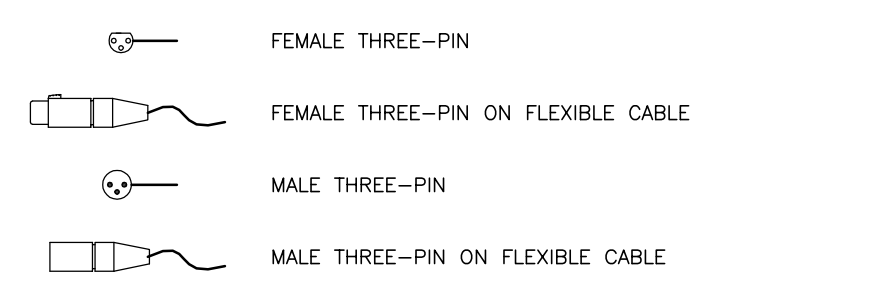 FEMALE THREE-PIN
FEMALE THREE-PIN ON FLEXIBLE CABLE
MALE THREE-PIN
MALE THREE-PIN ON FLEXIBLE CABLE